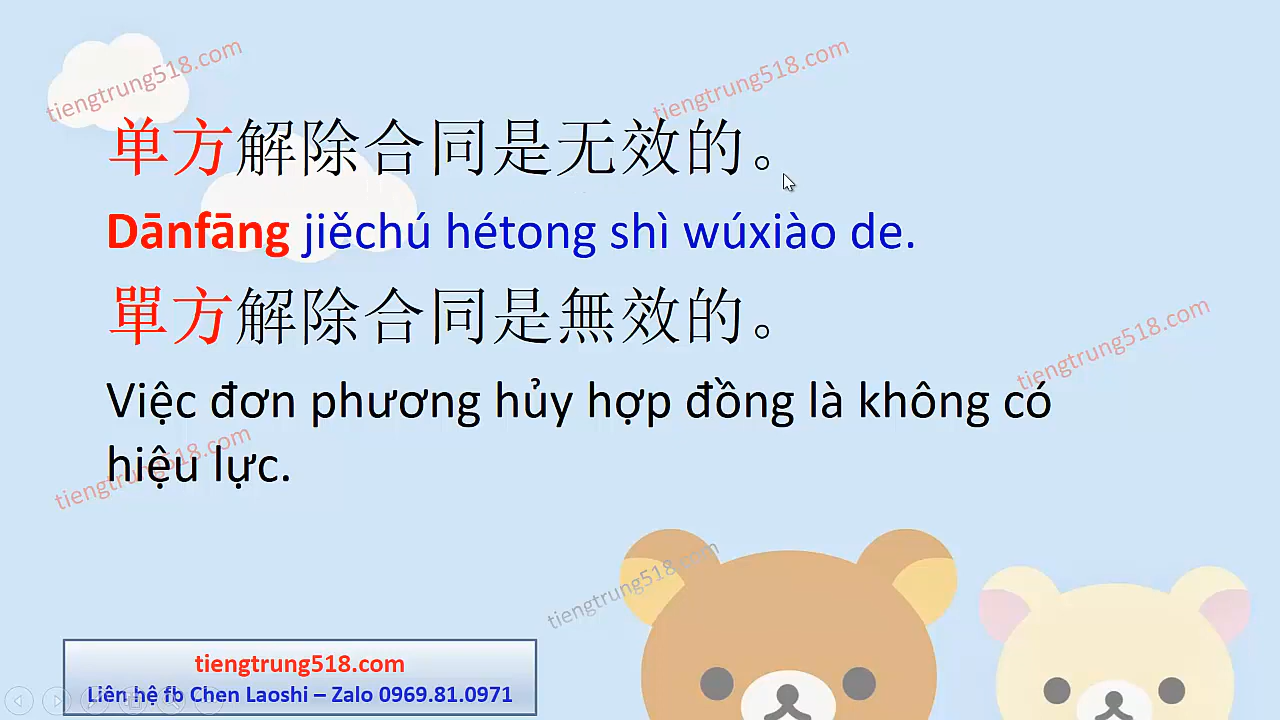 tiengtrung518.com
tiengtrung518.com
单方解除合同是无效的。
Dānfāng jiěchú hétong shì wúxiào de.
單方解除合同是無效的。
tiengtrung518.com
Việc đơn phương hủy hợp đồng là không có
hiệu lực.
tiengtrung518.com
tiengtrung518.com
tiengtrung518.com
Liên hệ fb Chen Laoshi – Zalo 0969.81.0971